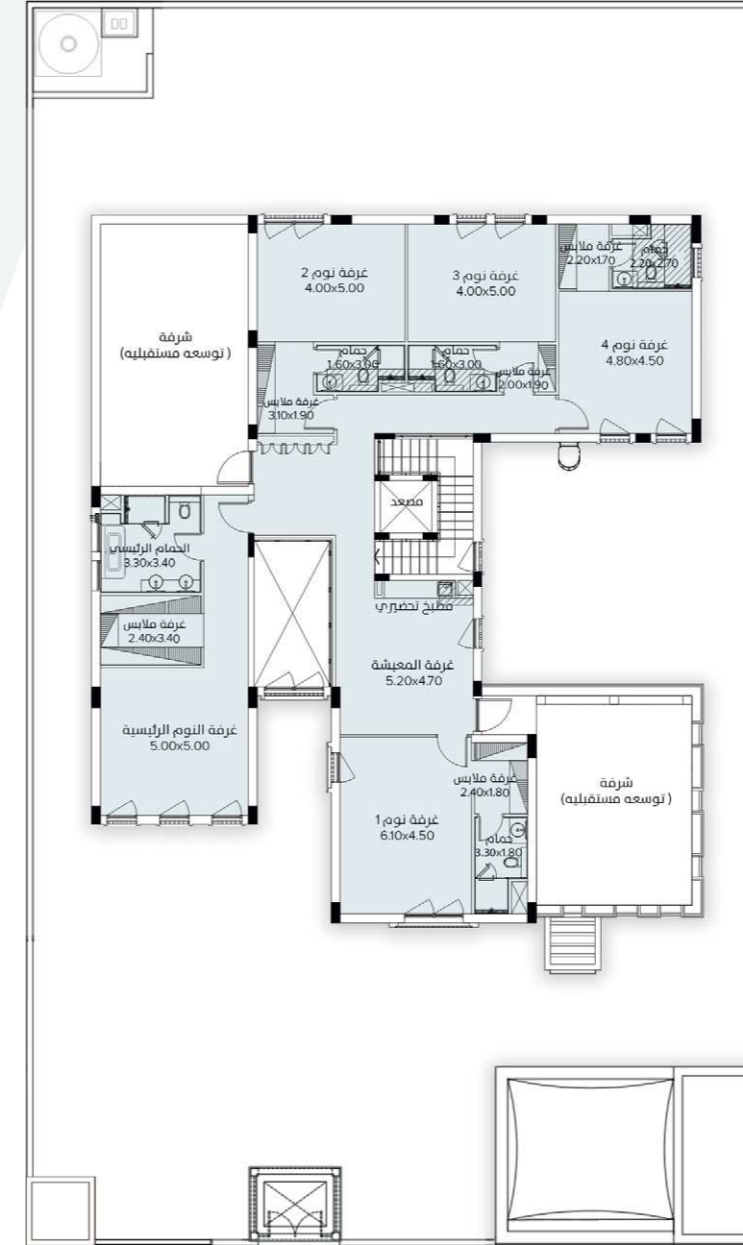 غرفة نوم 2
4.00x5.00
غرفة نوم 3
4.00x5.00
غرفة ملابس
2.20x1.70
حمام
2.20x2.70
شرفة
(توسعه مستقبليه)
غرفة نوم 4
4.80x4.50
حمام
1.60x3.00
حمام
1.60x3.00
غرفة ملابس
2.00x1.90
غرفة ملابس
3.10x1.90
مصعد
الحمام الرئيسي
3.30x3.40
مطبخ تحضيري
غرفة ملابس
2.40x3.40
غرفة المعيشة
5.20x4.70
غرفة النوم الرئيسية
5.00x5.00
غرفة ملابس
2.40x1.80
شرفة
(توسعه مستقبليه)
غرفة نوم 1
6.10x4.50
حمام
3.30x1.80